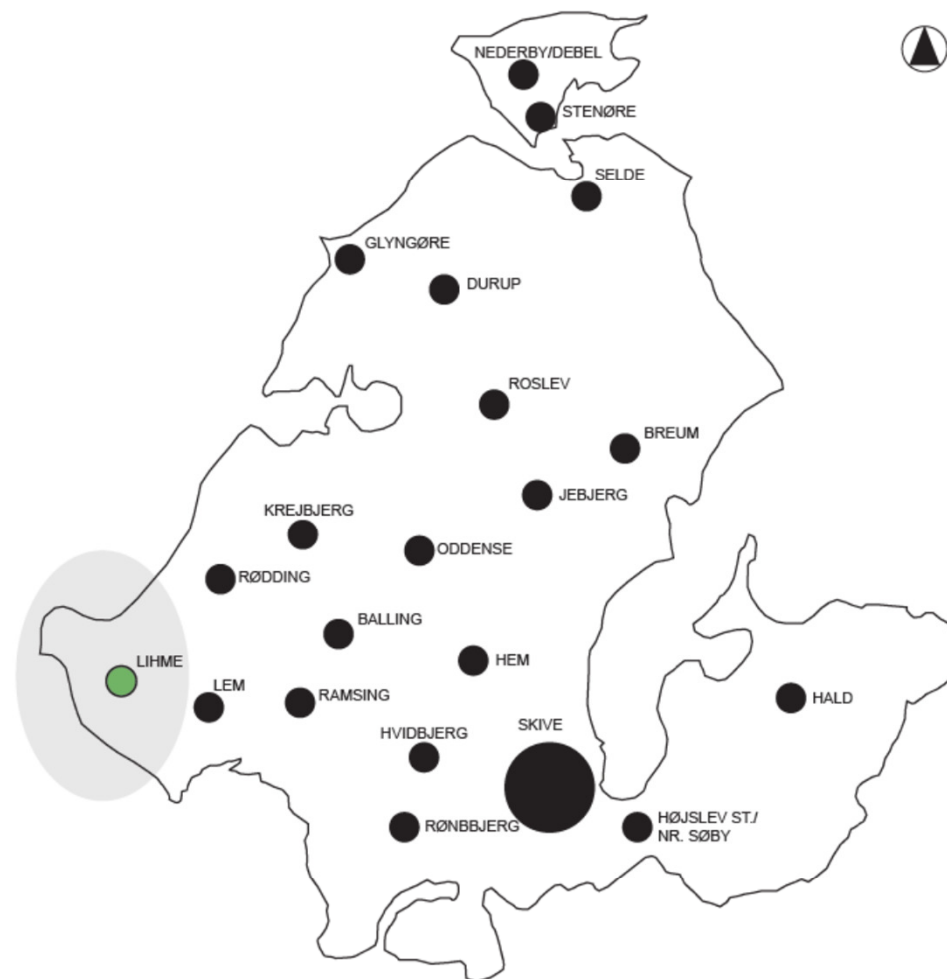 NEDERBY/DEBEL
STENØRE
SELDE
GLYNGØRE
DURUP
ROSLEV
BREUM
JEBJERG
KREJBJERG
ODDENSE
RØDDING
BALLING
LIHME
HEM
LEM
RAMSING
HALD
SKIVE
HVIDBJERG
RØNBBJERG
HØJSLEV ST./
NR. SØBY